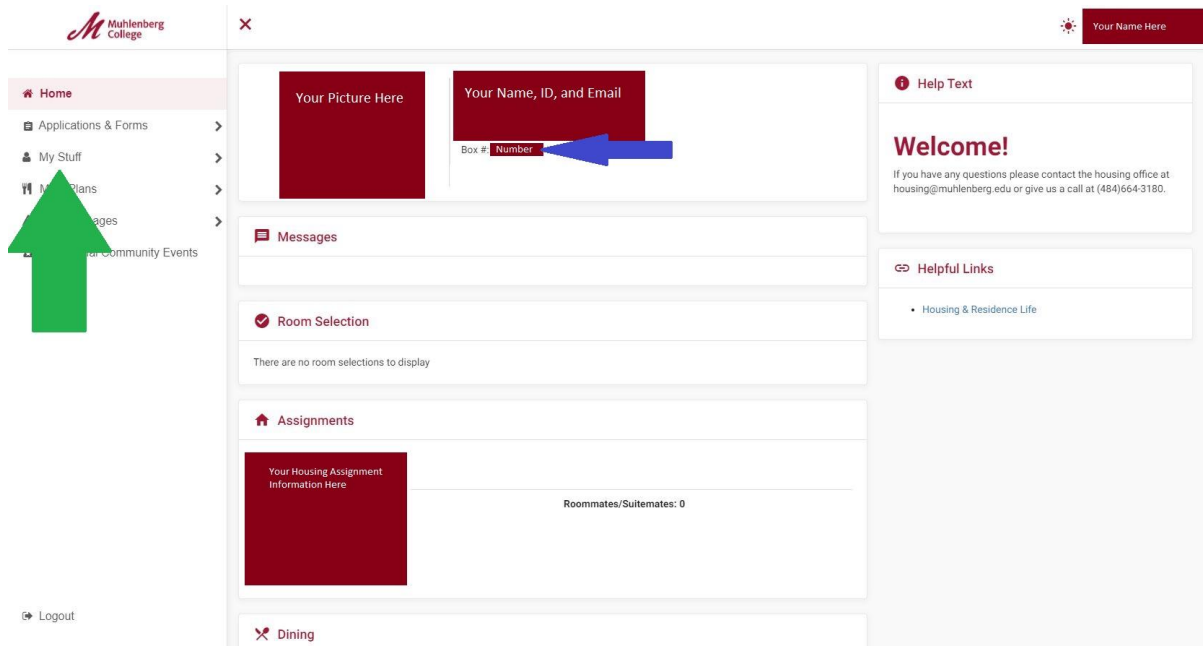 Muhlenberg
College
Your Name Here
Home
Applications & Forms
My Stuff
Plans
Community Events
Logout
Your Picture Here
Your Name, ID, and Email
Box #: Number
Messages
Room Selection
There are no room selections to display
Assignments
Your Housing Assignment
Information Here
Roommates/Suitemates: 0
Dining
Help Text
Welcome!
If you have any questions please contact the housing office at
housing@muhlenberg.edu or give us a call at (484)664-3180.
Helpful Links
Housing & Residence Life